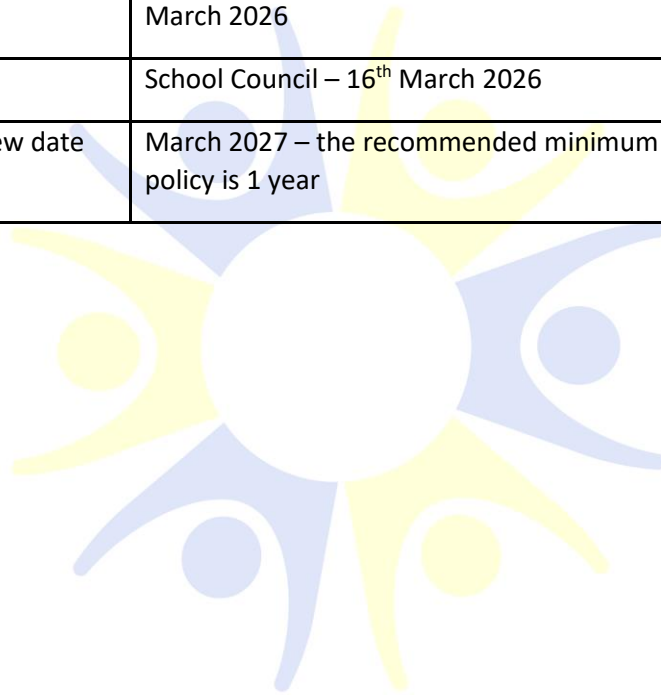 March 2026
School Council – 16th March 2026
ew date
March 2027 – the recommended minimum
policy is 1 year